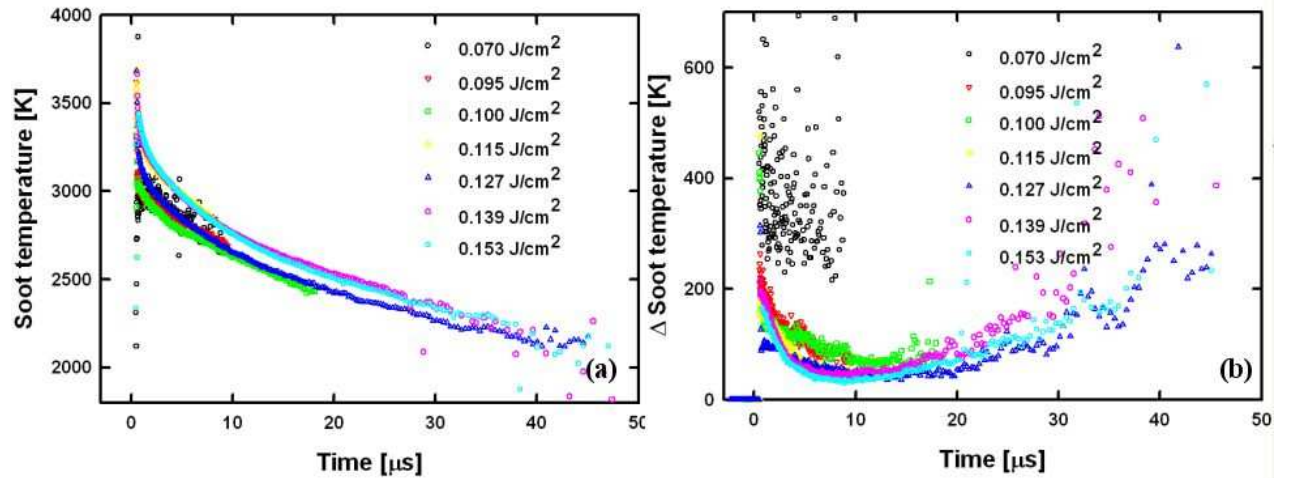 4000
3500
3000
2500
2000
Soot temperature [K]
0.070 J/cm²
0.095 J/cm²
0.100 J/cm²
0.115 J/cm²
0.127 J/cm²
0.139 J/cm²
0.153 J/cm²
(a)
0 10 20 30 40 50
Time [μs]
600
400
200
0
Δ Soot temperature [K]
0.070 J/cm²
0.095 J/cm²
0.100 J/cm²
0.115 J/cm²
0.127 J/cm²
0.139 J/cm²
0.153 J/cm²
(b)
0 10 20 30 40 50
Time [μs]